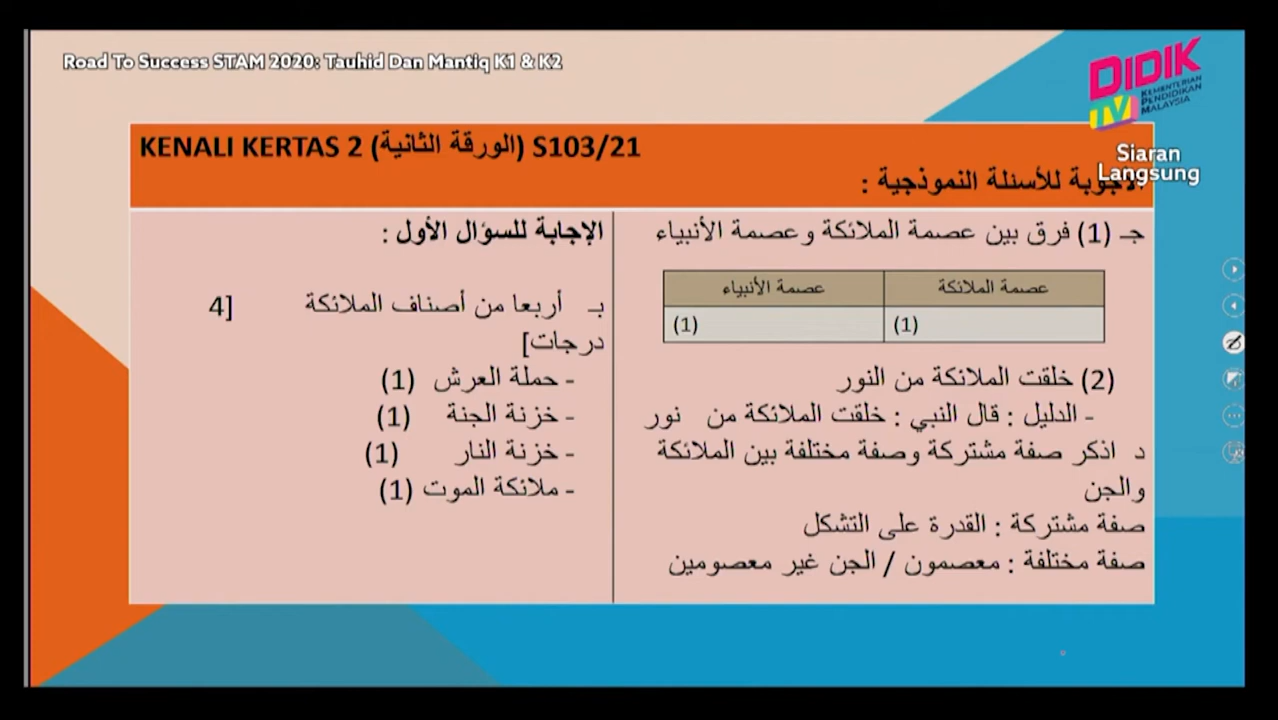 Road To Success STAM 2020: Tauhid Dan Mantiq K1 & K2
DIDIK
TV
KEMENTERIAN
PENDIDIKAN
MALAYSIA
Siaran
Langsung
KENALI KERTAS 2 (الورقة الثانية) S103/21
الأجوبة للأسئلة النموذجية :
جـ (1) فرق بين عصمة الملائكة وعصمة الأنبياء
عصمة الملائكة عصمة الأنبياء
(1) (1)
(2) خلقت الملائكة من النور
- الدليل : قال النبي : خلقت الملائكة من نور
د اذكر صفة مشتركة وصفة مختلفة بين الملائكة
والجن
صفة مشتركة : القدرة على التشكل
صفة مختلفة : معصمون / الجن غير معصومين
الإجابة للسؤال الأول :
بـ أربعا من أصناف الملائكة [4
درجات]
- حملة العرش (1)
- خزنة الجنة (1)
- خزنة النار (1)
- ملائكة الموت (1)